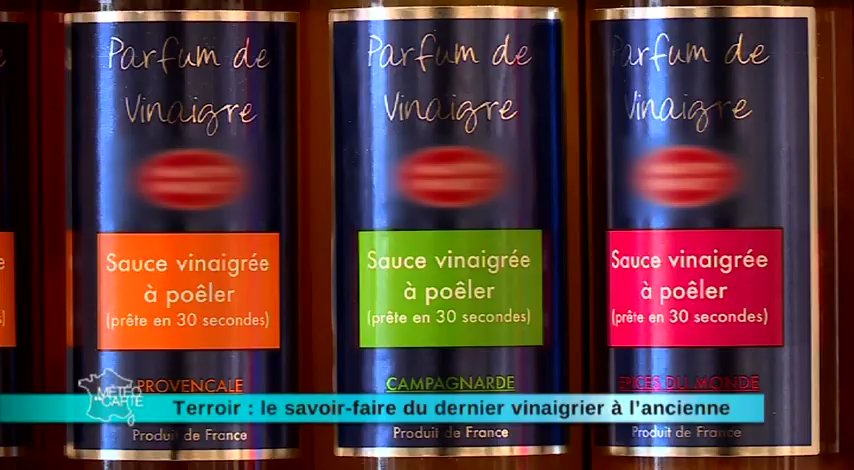 Parfum de
Vinaigre
Sauce vinaigrée
à poêler
(prête en 30 secondes)
PROVENCALE
Produit de France
Parfum de
Vinaigre
Sauce vinaigrée
à poêler
(prête en 30 secondes)
CAMPAGNARDE
Produit de France
Parfum de
Vinaigre
Sauce vinaigrée
à poêler
(prête en 30 secondes)
EPICES DU MONDE
Produit de France
MÉTÉO
À LA CARTE
Terroir : le savoir-faire du dernier vinaigrier à l'ancienne